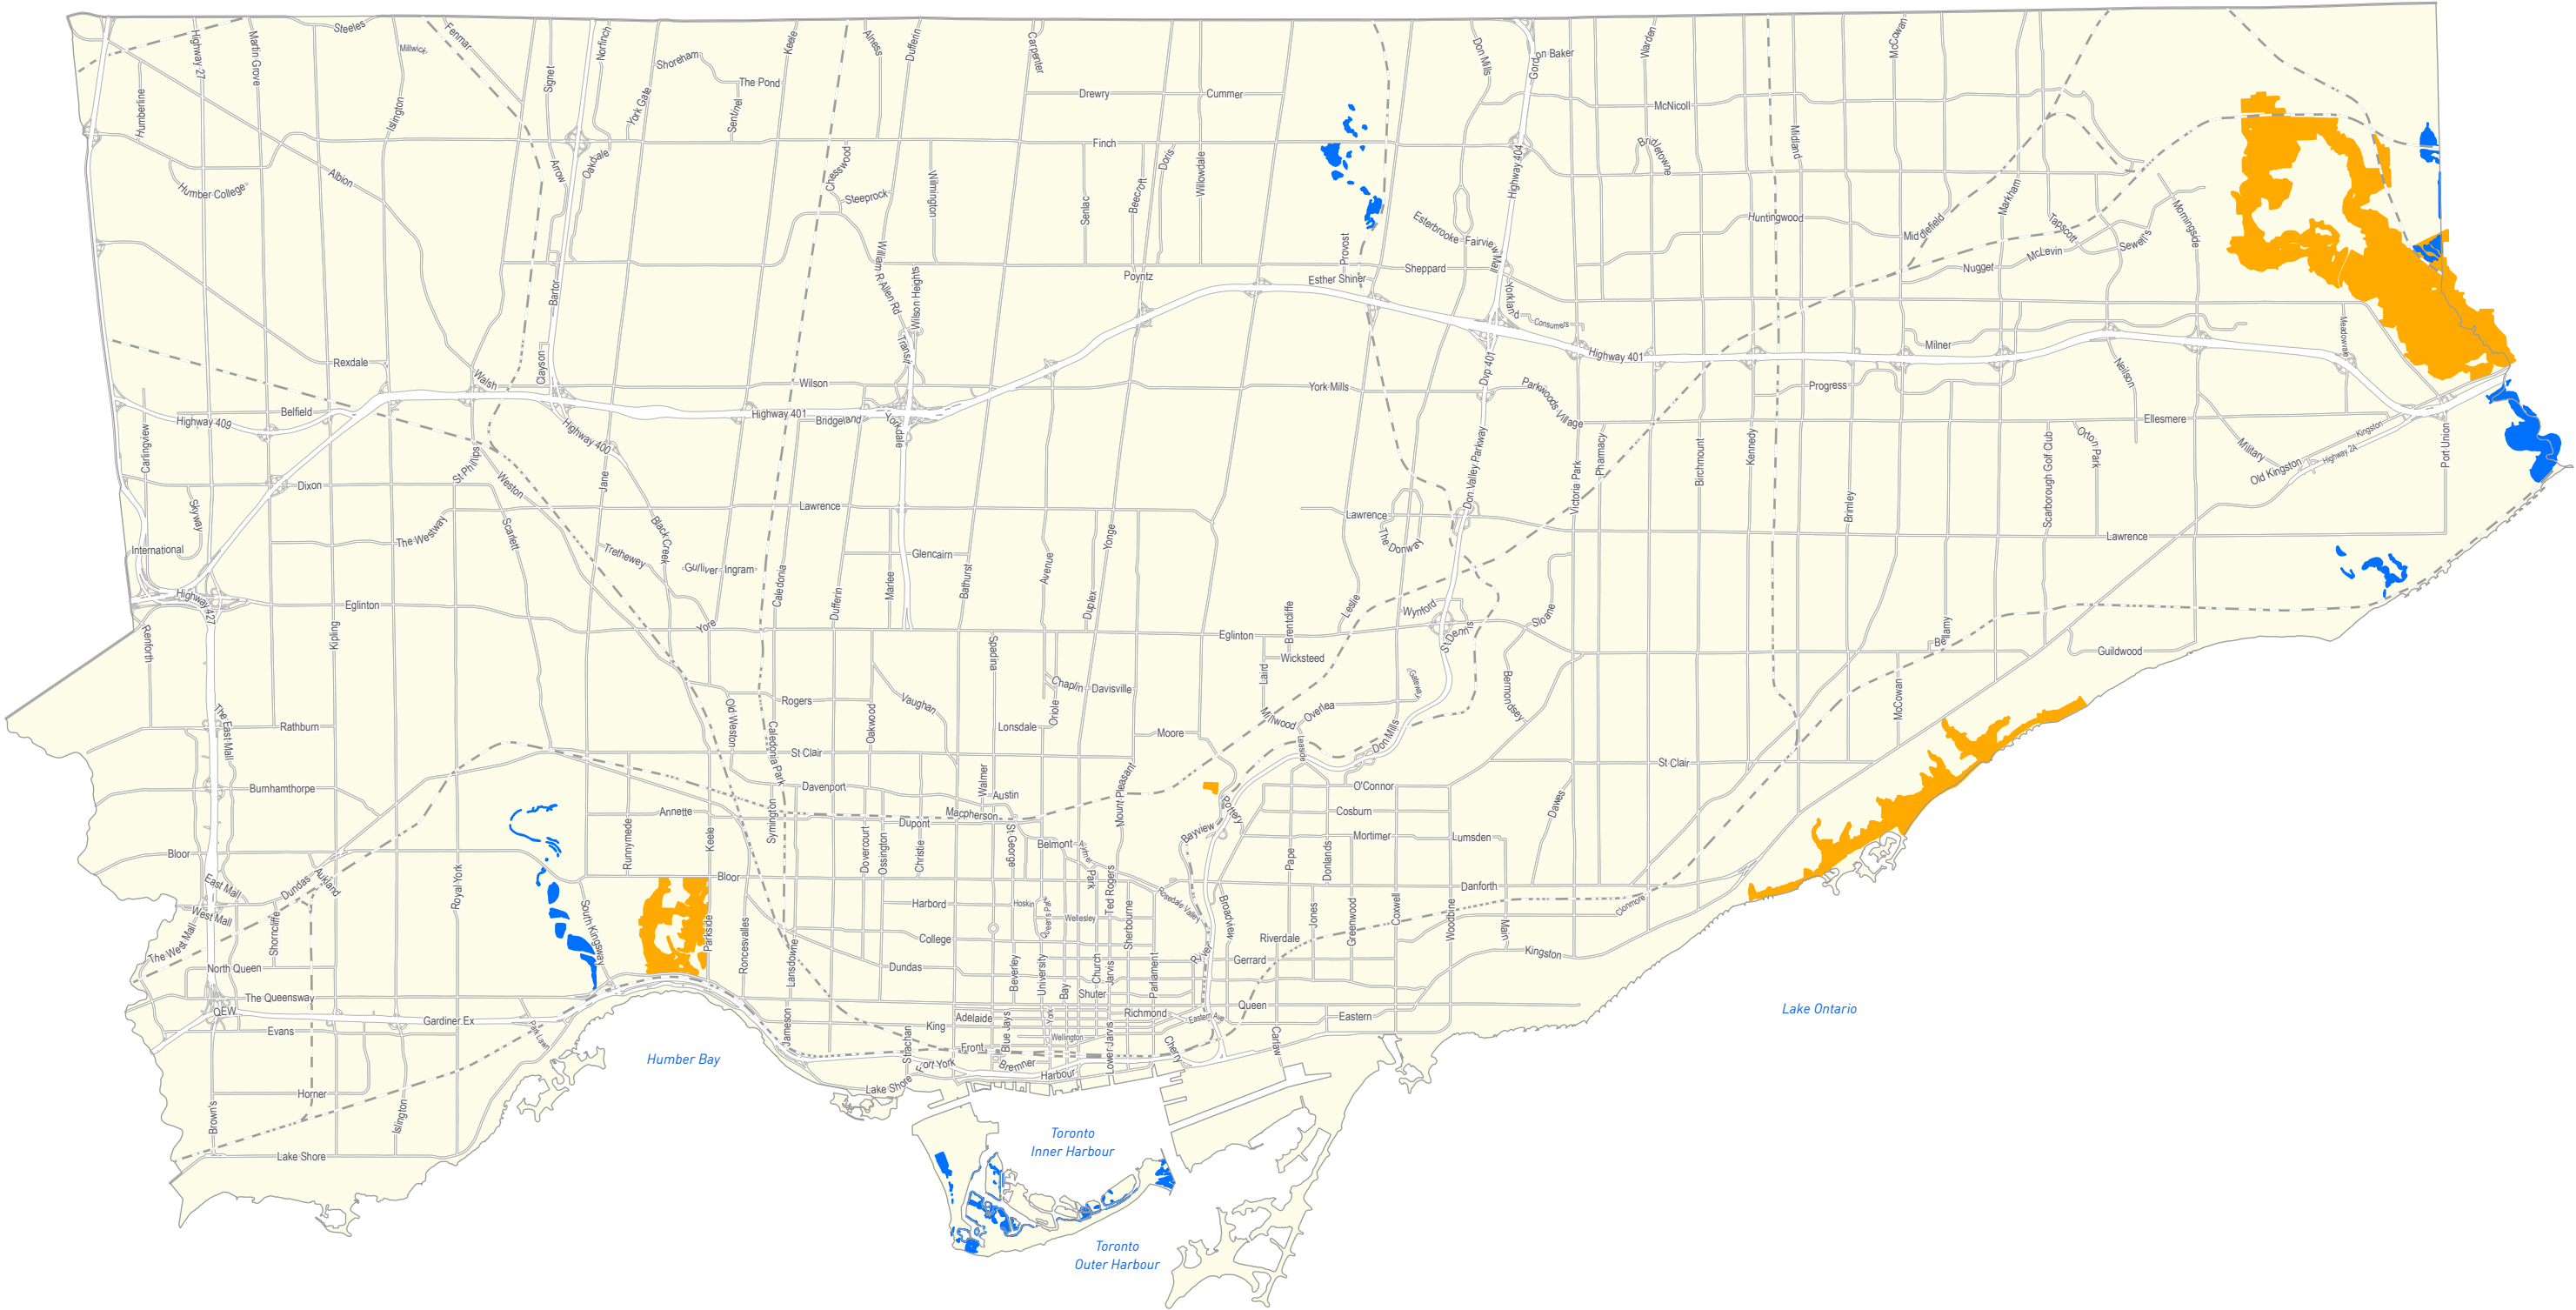 Steeles
Fenmar
Norfinch
Keele
Alness
Dufferin
Carpenter
Don Mills
Gordon Baker
Warden
McCowan
Highway 27
Martin Grove
Millwick
Signet
Shoreham
The Pond
Humberline
Islington
York Gate
Sentinel
Drewry
Cummer
McNicoll
Midland
Finch
Bridletowne
Arrow
Oakdale
Chesswood
Doris
Willowdale
Highway 404
Albion
Humber College
Steeprock
Wilmington
Senlac
Beecroft
Markham
Huntingwood
Middlefield
Tapscott
Morningside
Sewell's
McLevin
Nugget
Esterbrooke
Fairview Mall
Provost
William R Allen Rd
Wilson Heights
Poyntz
Sheppard
Esther Shiner
Yorkland
Consumers
Bartor
Clayson
Transit
Milner
Meadowvale
Rexdale
Walsh
Wilson
York Mills
Highway 401
Dvp 401
Parkwoods Village
Progress
Neilson
Belfield
Highway 409
Highway 401
Bridgeland
Yorkdale
Highway 400
Ellesmere
Carlingview
St Phillips
Weston
Jane
Don Valley Parkway
Pharmacy
Birchmount
Kennedy
Scarborough Golf Club
Orton Park
Military
Kingston
Highway 2A
Old Kingston
Port Union
Dixon
Skyway
Scarlett
Black Creek
Lawrence
Lawrence
Victoria Park
Brimley
Lawrence
The Westway
International
Trethewey
Gulliver
Ingram
Glencairn
Yonge
The Donway
Highway 427
Eglinton
Caledonia
Dufferin
Marlee
Bathurst
Avenue
Duplex
Leslie
Wynford
Brentcliffe
Sloane
St Dennis
Renforth
Kipling
Yore
Spadina
Eglinton
Wicksteed
Laird
Gateway
Bermondsey
Bellamy
Guildwood
Chaplin
Davisville
The East Mall
Rathburn
Old Weston
Rogers
Oakwood
Vaughan
Lonsdale
Oriole
Moore
Millwood
Overlea
Leaside
Don Mills
McCowan
Caledonia Park
St Clair
St Clair
Burnhamthorpe
Davenport
Walmer
Austin
Mount Pleasant
O'Connor
Annette
Symington
Macpherson
Dupont
Pottery
Bayview
Cosburn
Dawes
Mortimer
Lumsden
Bloor
Runnymede
Keele
Bloor
Dovercourt
Ossington
Christie
St George
Belmont
Park
Ted Rogers
Pape
Donlands
Danforth
East Mall
Dundas
Aukland
Royal York
South Kingsway
Parkside
Roncesvalles
Harbord
Hoskin
Queen's Park
Wellesley
Sherbourne
Rosedale Valley
Broadview
Jones
Greenwood
Coxwell
Woodbine
Main
Clonmore
West Mall
The West Mall
Shorncliffe
Lansdowne
College
Riverdale
Kingston
North Queen
Dundas
Beverley
University
Bay
Church
Jarvis
Parliament
River
Gerrard
The Queensway
Shuter
Queen
QEW
Evans
Gardiner Ex
Park Lawn
Jameson
Adelaide
King
Blue Jays
York
Richmond
Eastern Ave
Eastern
Strachan
Front
Wellington
Lower Jarvis
Cherry
Carlaw
Fort York
Bremner
Harbour
Lake Shore
Humber Bay
Lake Ontario
Horner
Brown's
Islington
Lake Shore
Toronto
Inner Harbour
Toronto
Outer Harbour